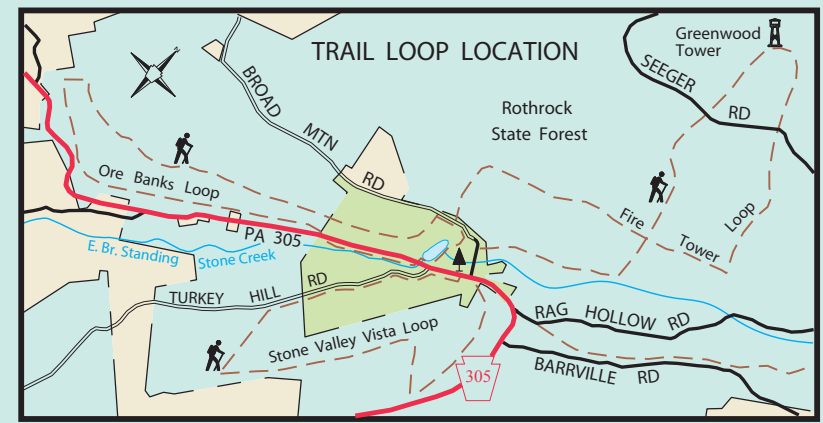 TRAIL LOOP LOCATION
Greenwood
Tower
SEEGER RD
BROAD MTN RD
Rothrock
State Forest
Ore Banks Loop
Fire Tower Loop
PA 305
E. Br. Standing Stone Creek
TURKEY HILL RD
RAG HOLLOW RD
Stone Valley Vista Loop
BARRVILLE RD
305